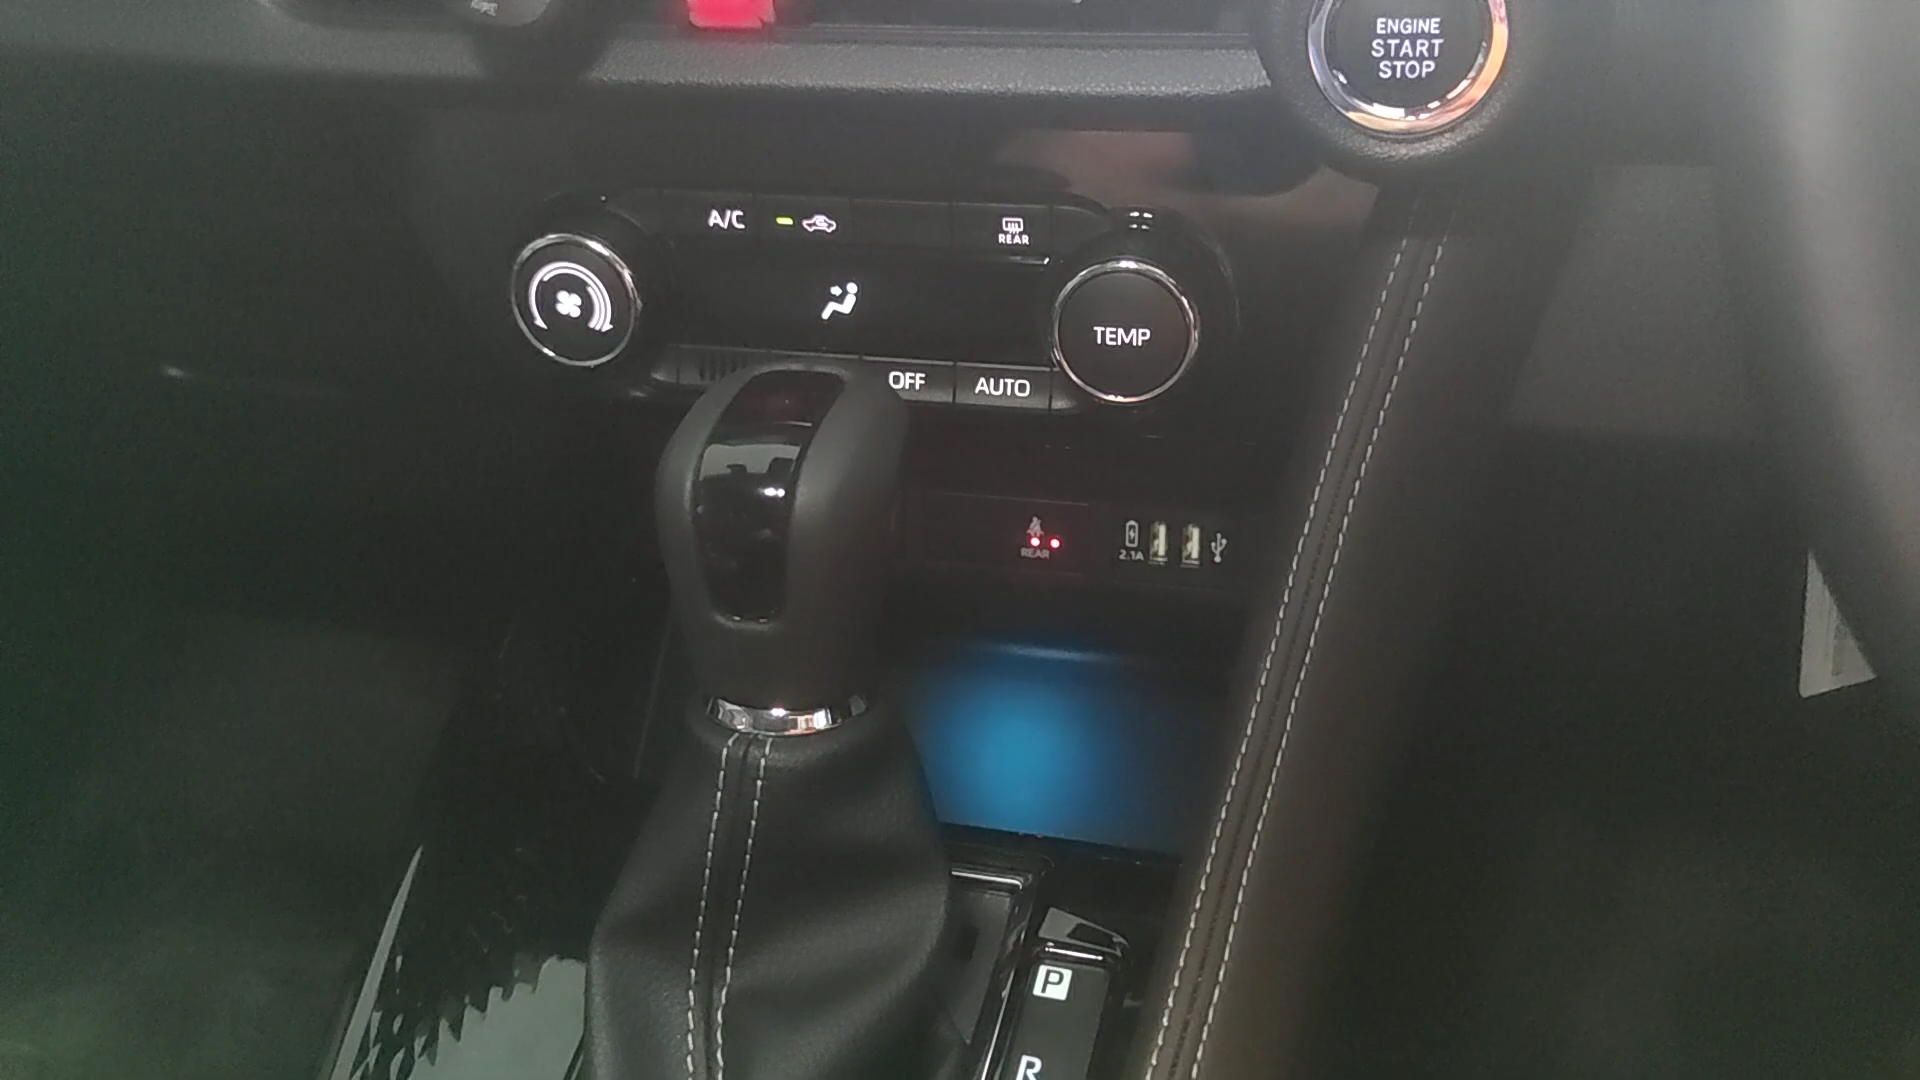 ENGINE
START
STOP
A/C
REAR
TEMP
OFF
AUTO
REAR
2.1A
P
R